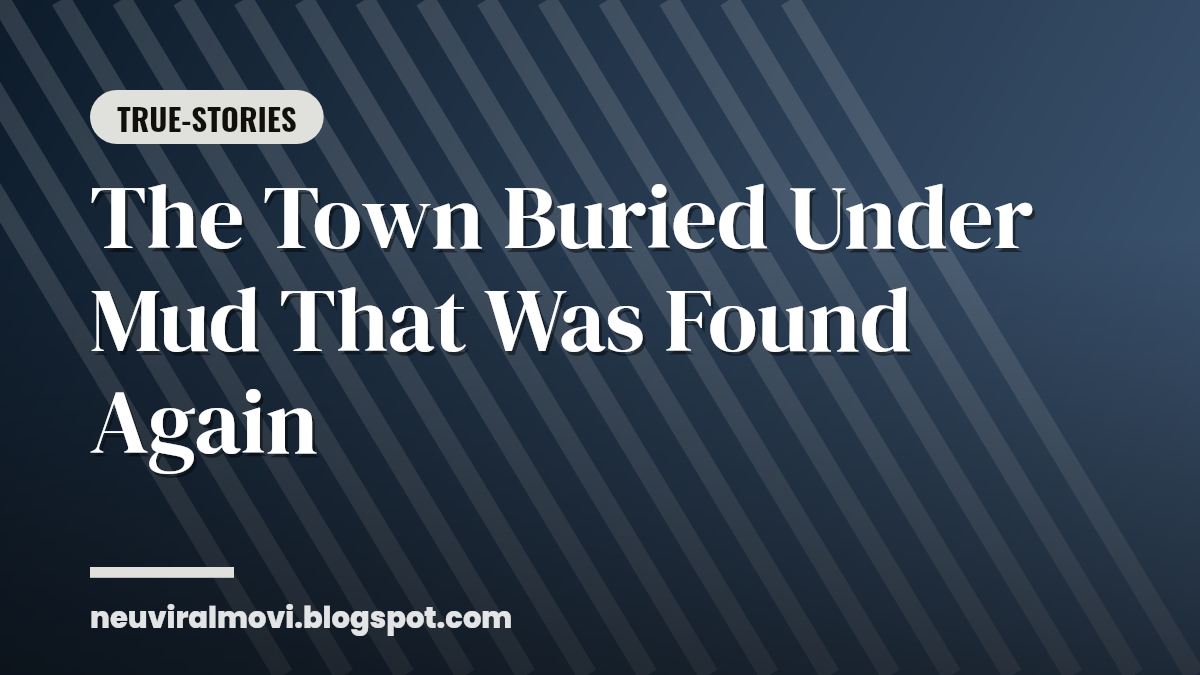 TRUE-STORIES
The Town Buried Under
Mud That Was Found
Again
neuviralmovi.blogspot.com